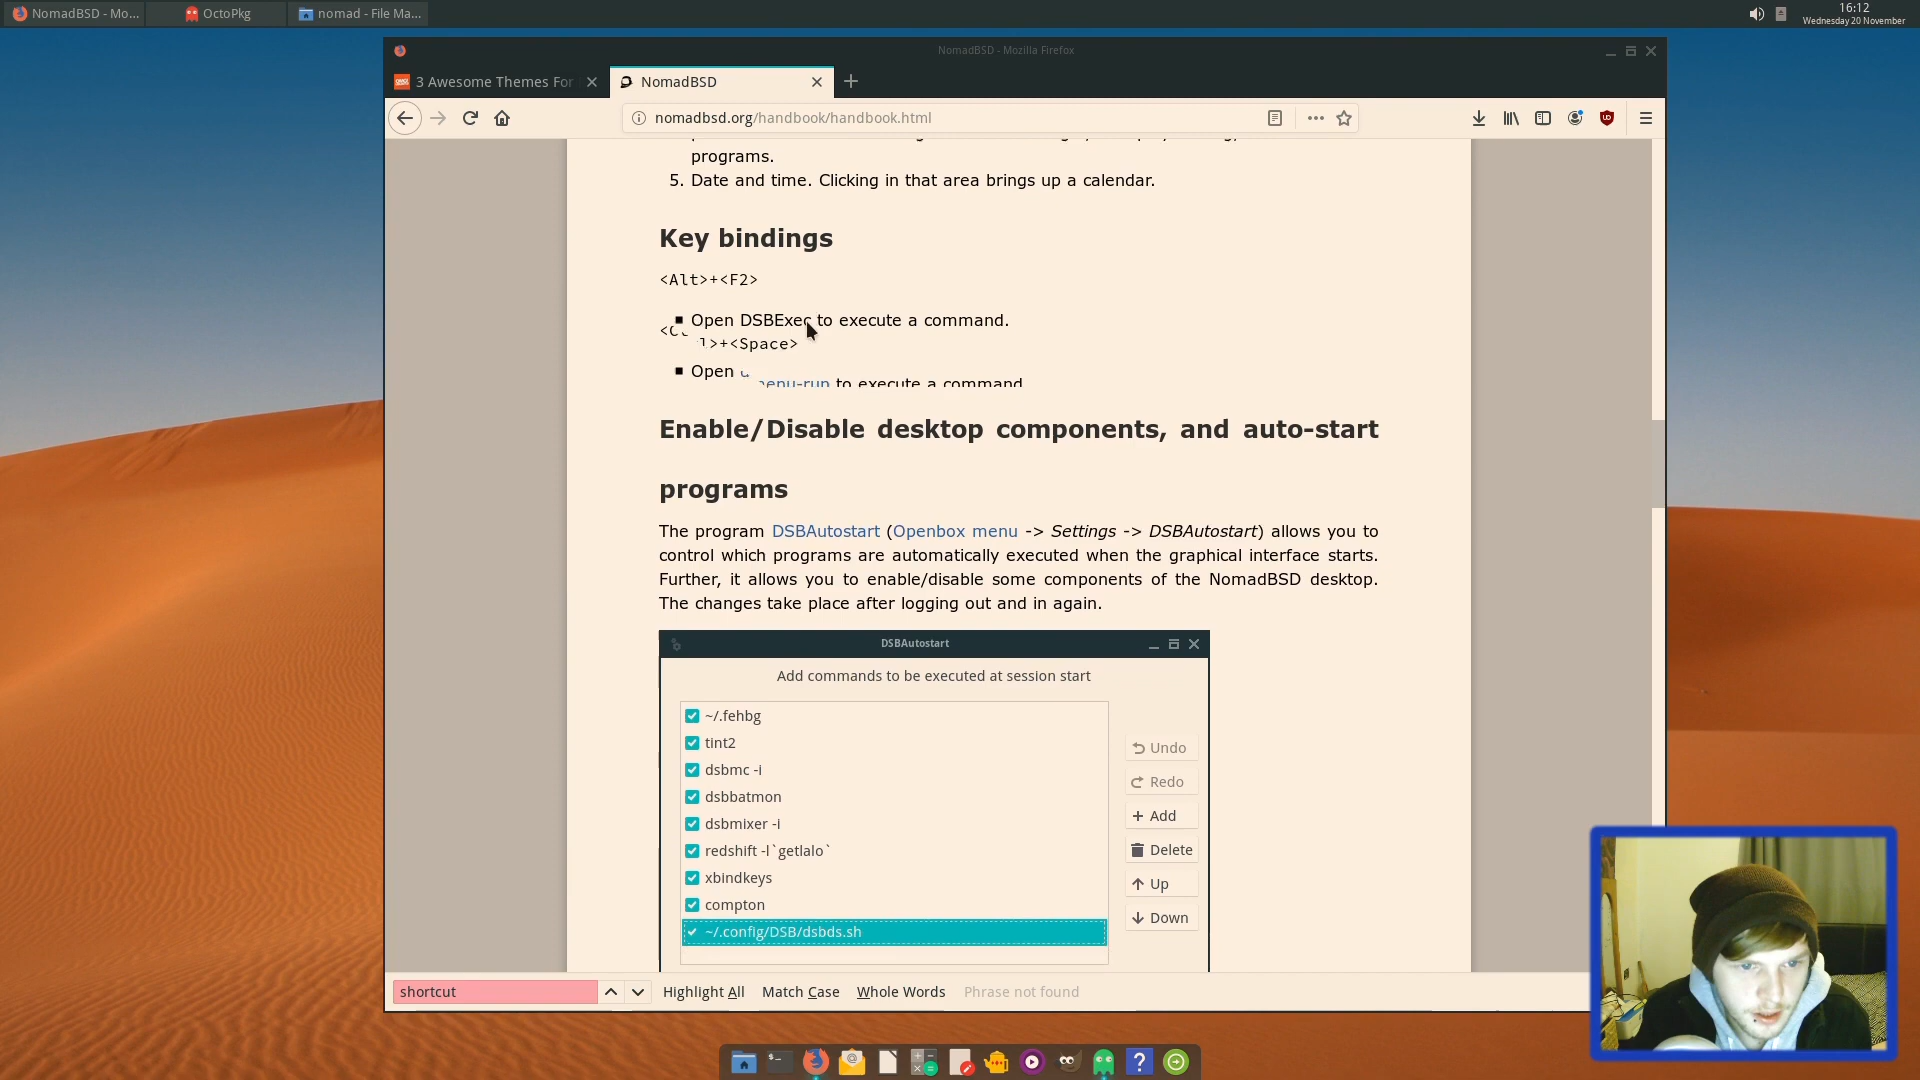 NomadBSD - Mo...
OctoPkg
nomad - File Ma...
16:12
Wednesday 20 November
NomadBSD - Mozilla Firefox
3 Awesome Themes For
NomadBSD
nomadbsd.org/handbook/handbook.html
programs.
5. Date and time. Clicking in that area brings up a calendar.
Key bindings
<Alt>+<F2>
Open DSBExec to execute a command.
l>+<Space>
Open
menu-run to execute a command
Enable/Disable desktop components, and auto-start
programs
The program DSBAutostart (Openbox menu -> Settings -> DSBAutostart) allows you to
control which programs are automatically executed when the graphical interface starts.
Further, it allows you to enable/disable some components of the NomadBSD desktop.
The changes take place after logging out and in again.
DSBAutostart
Add commands to be executed at session start
~/.fehbg
tint2
dsbmc -i
dsbbatmon
dsbmixer -i
redshift -l`getlalo`
xbindkeys
compton
~/.config/DSB/dsbds.sh
Undo
Redo
Add
Delete
Up
Down
shortcut
Highlight All
Match Case
Whole Words
Phrase not found